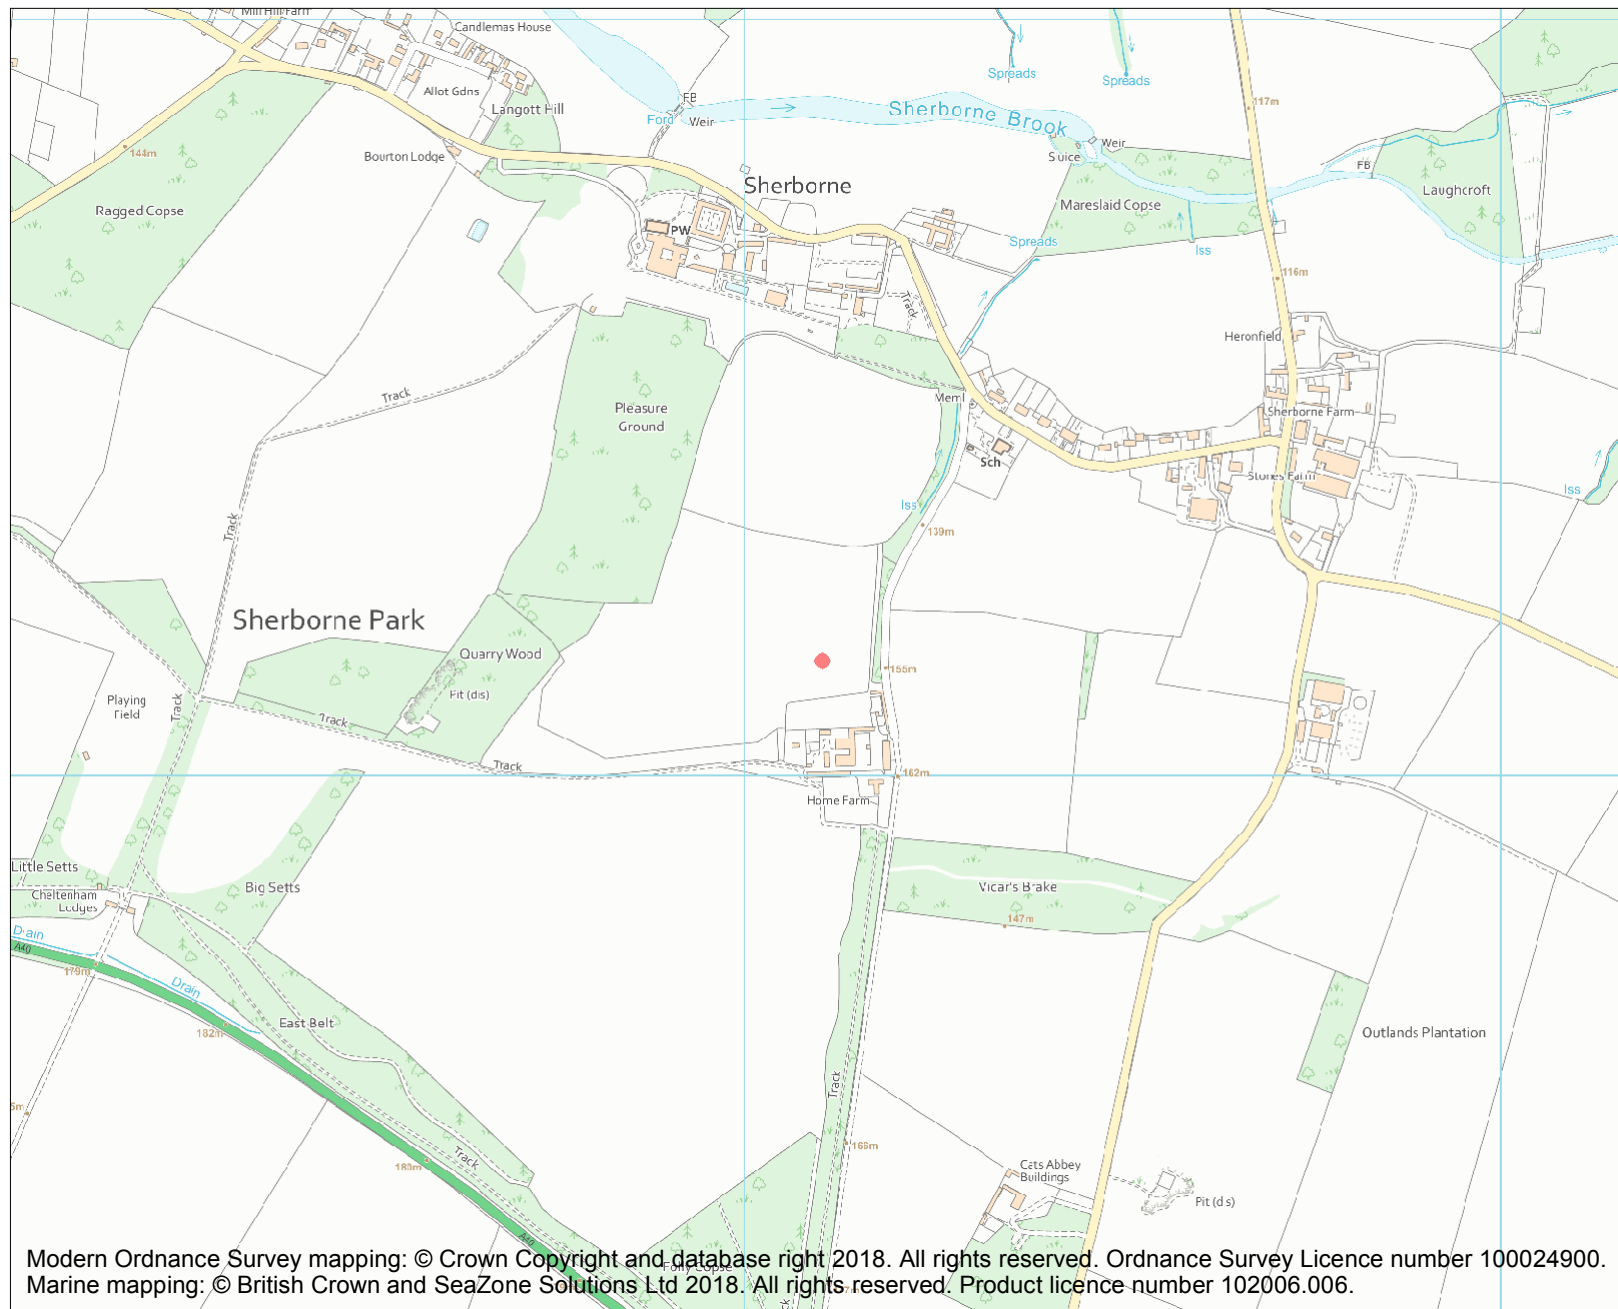 Mill Hill Farm
Candlemas House
Allot Gdns
Langott Hill
FB
Ford
Weir
Spreads
Spreads
Sherborne Brook
Weir
117m
144m
Bourton Lodge
Sherborne
FB
Laughcroft
Ragged Copse
Mareslaid Copse
PW
Spreads
Iss
116m
Track
Heronfield
Track
Meml
Pleasure
Ground
Sherborne Farm
Sch
Stones Farm
Iss
Iss
Track
139m
Sherborne Park
Quarry Wood
155m
Pit (dis)
Playing
Field
Track
Track
Track
162m
Home Farm
Little Setts
Big Setts
Vicar's Brake
Cheltenham
Lodges
147m
Drain
A40
179m
Drain
East Belt
182m
Outlands Plantation
Track
5m
166m
Track
183m
Cats Abbey
Buildings
Pit (dis)
A40
Folly Copse
Track
Modern Ordnance Survey mapping: © Crown Copyright and database right 2018. All rights reserved. Ordnance Survey Licence number 100024900.
Marine mapping: © British Crown and SeaZone Solutions Ltd 2018. All rights reserved. Product licence number 102006.006.